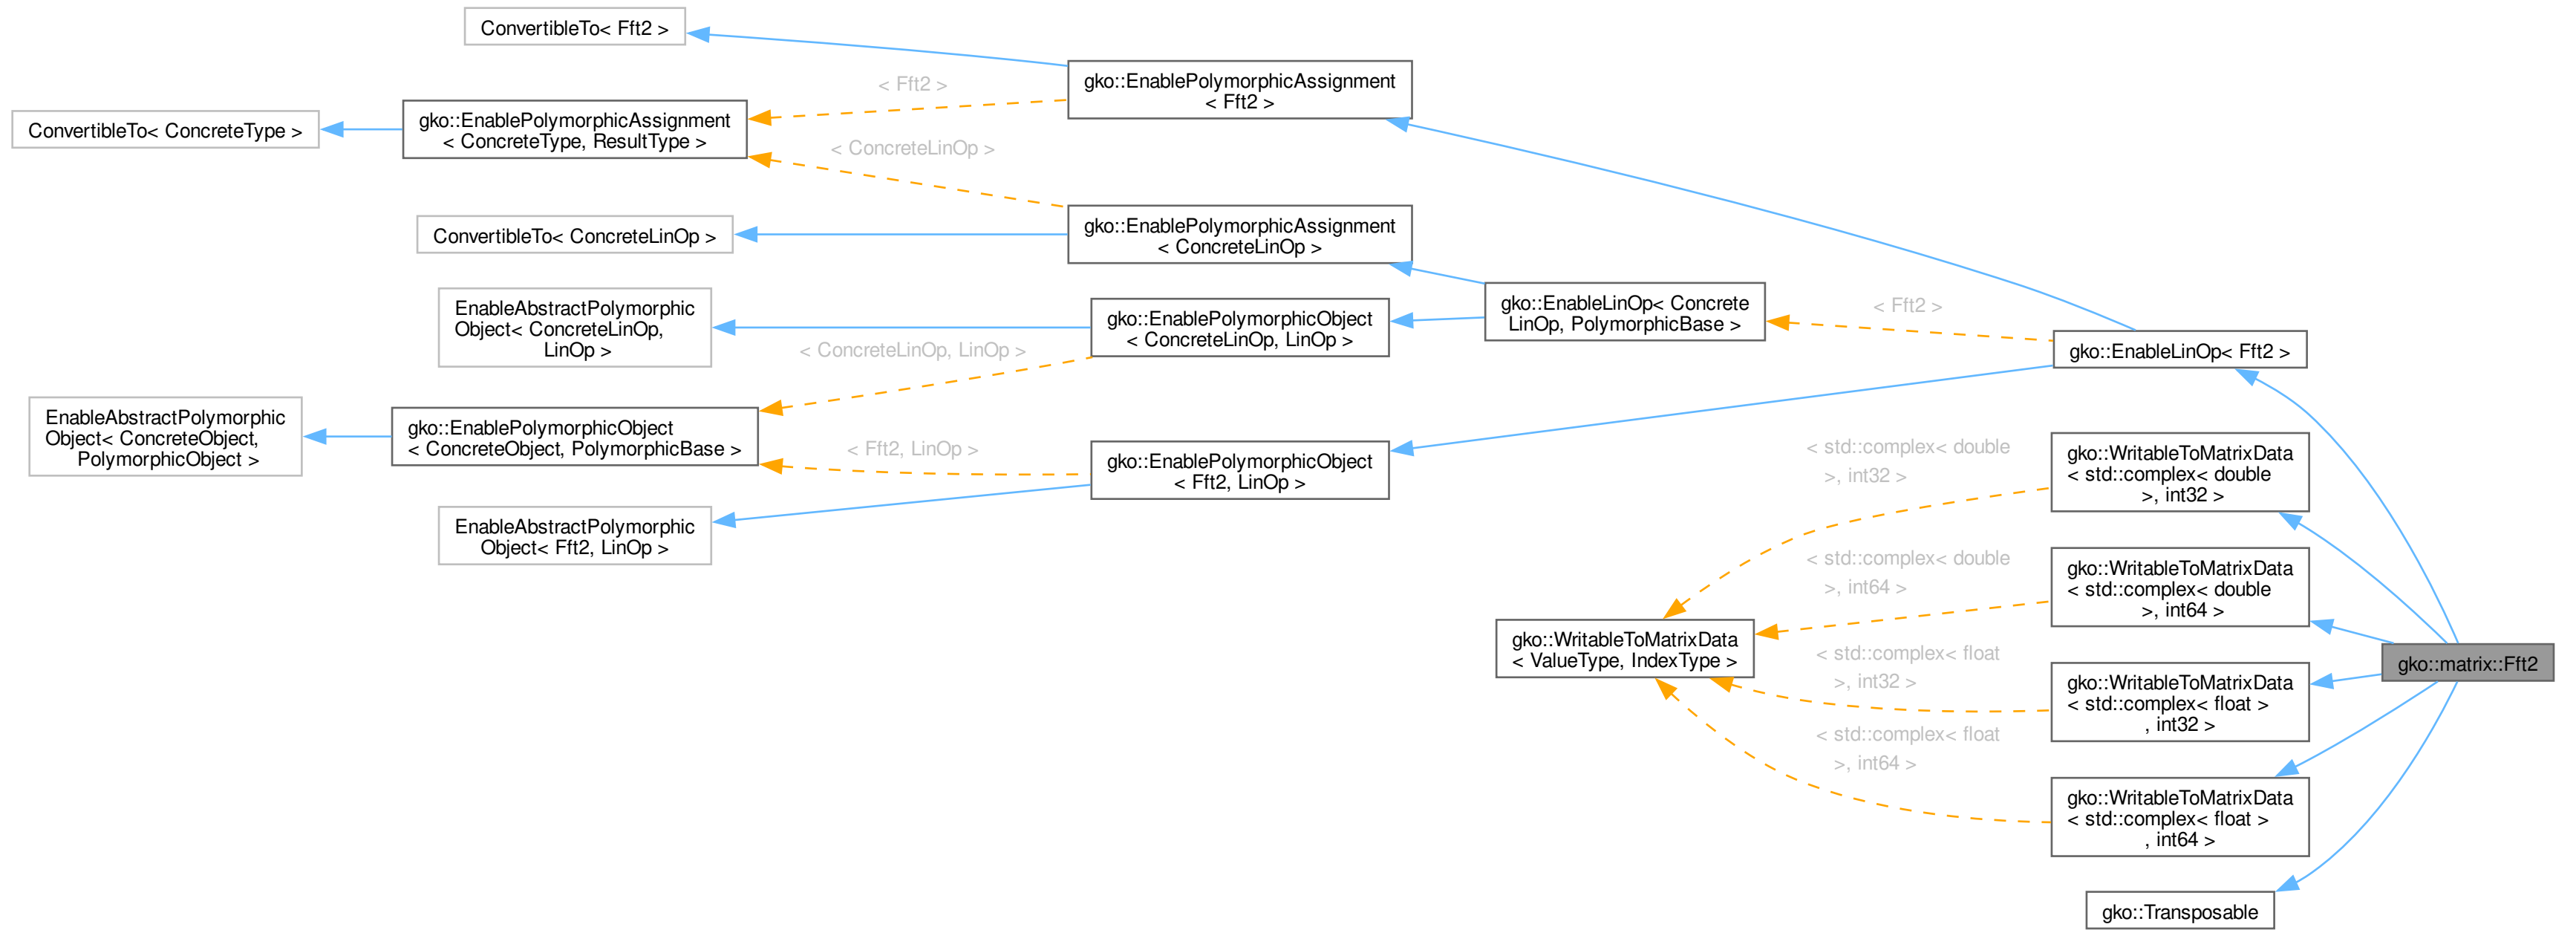 ConvertibleTo< Fft2 >
ConvertibleTo< ConcreteType >
gko::EnablePolymorphicAssignment
< ConcreteType, ResultType >
< Fft2 >
< ConcreteLinOp >
gko::EnablePolymorphicAssignment
< Fft2 >
ConvertibleTo< ConcreteLinOp >
gko::EnablePolymorphicAssignment
< ConcreteLinOp >
EnableAbstractPolymorphic
Object< ConcreteLinOp,
LinOp >
gko::EnablePolymorphicObject
< ConcreteLinOp, LinOp >
gko::EnableLinOp< Concrete
LinOp, PolymorphicBase >
< Fft2 >
gko::EnableLinOp< Fft2 >
< ConcreteLinOp, LinOp >
EnableAbstractPolymorphic
Object< ConcreteObject,
PolymorphicObject >
gko::EnablePolymorphicObject
< ConcreteObject, PolymorphicBase >
< Fft2, LinOp >
gko::EnablePolymorphicObject
< Fft2, LinOp >
EnableAbstractPolymorphic
Object< Fft2, LinOp >
< std::complex< double
>, int32 >
gko::WritableToMatrixData
< std::complex< double
>, int32 >
< std::complex< double
>, int64 >
gko::WritableToMatrixData
< std::complex< double
>, int64 >
gko::WritableToMatrixData
< ValueType, IndexType >
< std::complex< float
>, int32 >
gko::WritableToMatrixData
< std::complex< float >
, int32 >
gko::matrix::Fft2
< std::complex< float
>, int64 >
gko::WritableToMatrixData
< std::complex< float >
, int64 >
gko::Transposable